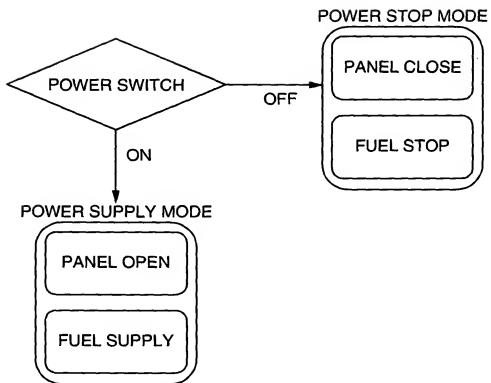 POWER STOP MODE
PANEL CLOSE
POWER SWITCH
OFF
FUEL STOP
ON
POWER SUPPLY MODE
PANEL OPEN
FUEL SUPPLY